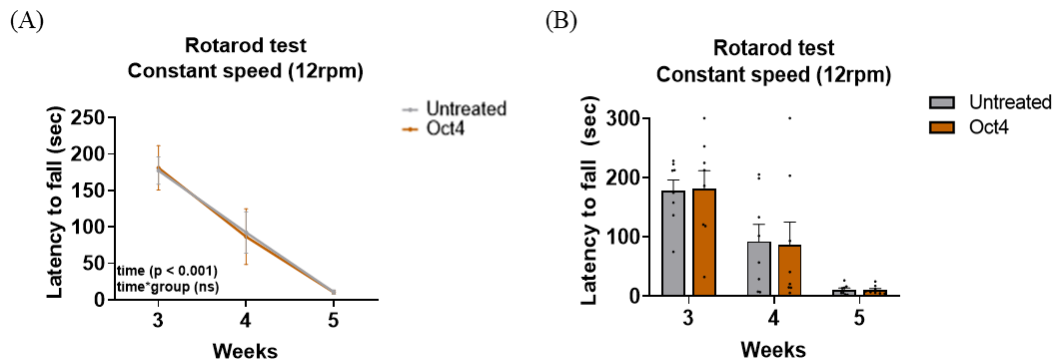 (A)
Rotarod test
Constant speed (12rpm)
Latency to fall (sec)
250
200
150
100
50
0
time (p < 0.001)
time*group (ns)
3 4 5
Weeks
Untreated
Oct4
(B)
Rotarod test
Constant speed (12rpm)
Latency to fall (sec)
300
200
100
0
3 4 5
Weeks
Untreated
Oct4